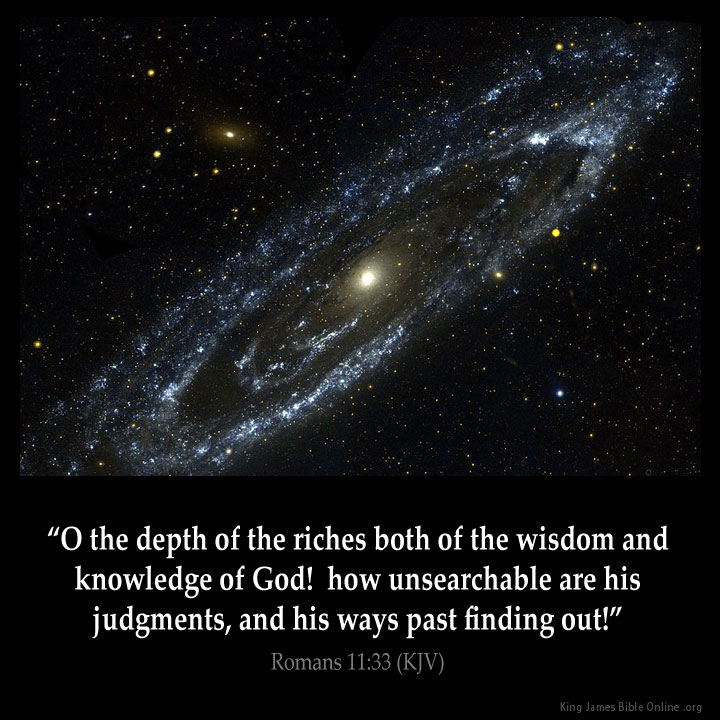 “O the depth of the riches both of the wisdom and
knowledge of God!  how unsearchable are his
judgments, and his ways past finding out!”
Romans 11:33 (KJV)
King James Bible Online .org